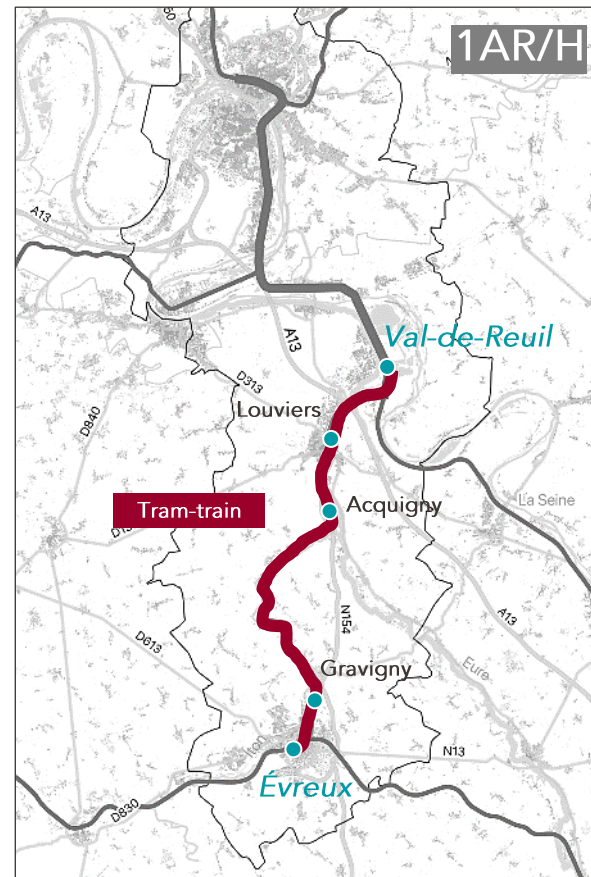 1AR/H
A13
Val-de-Reuil
A13
D313
Louviers
D840
La Seine
Acquigny
Tram-train
A13
N154
D613
Gravigny
Eure
Iton
N13
Évreux
D830